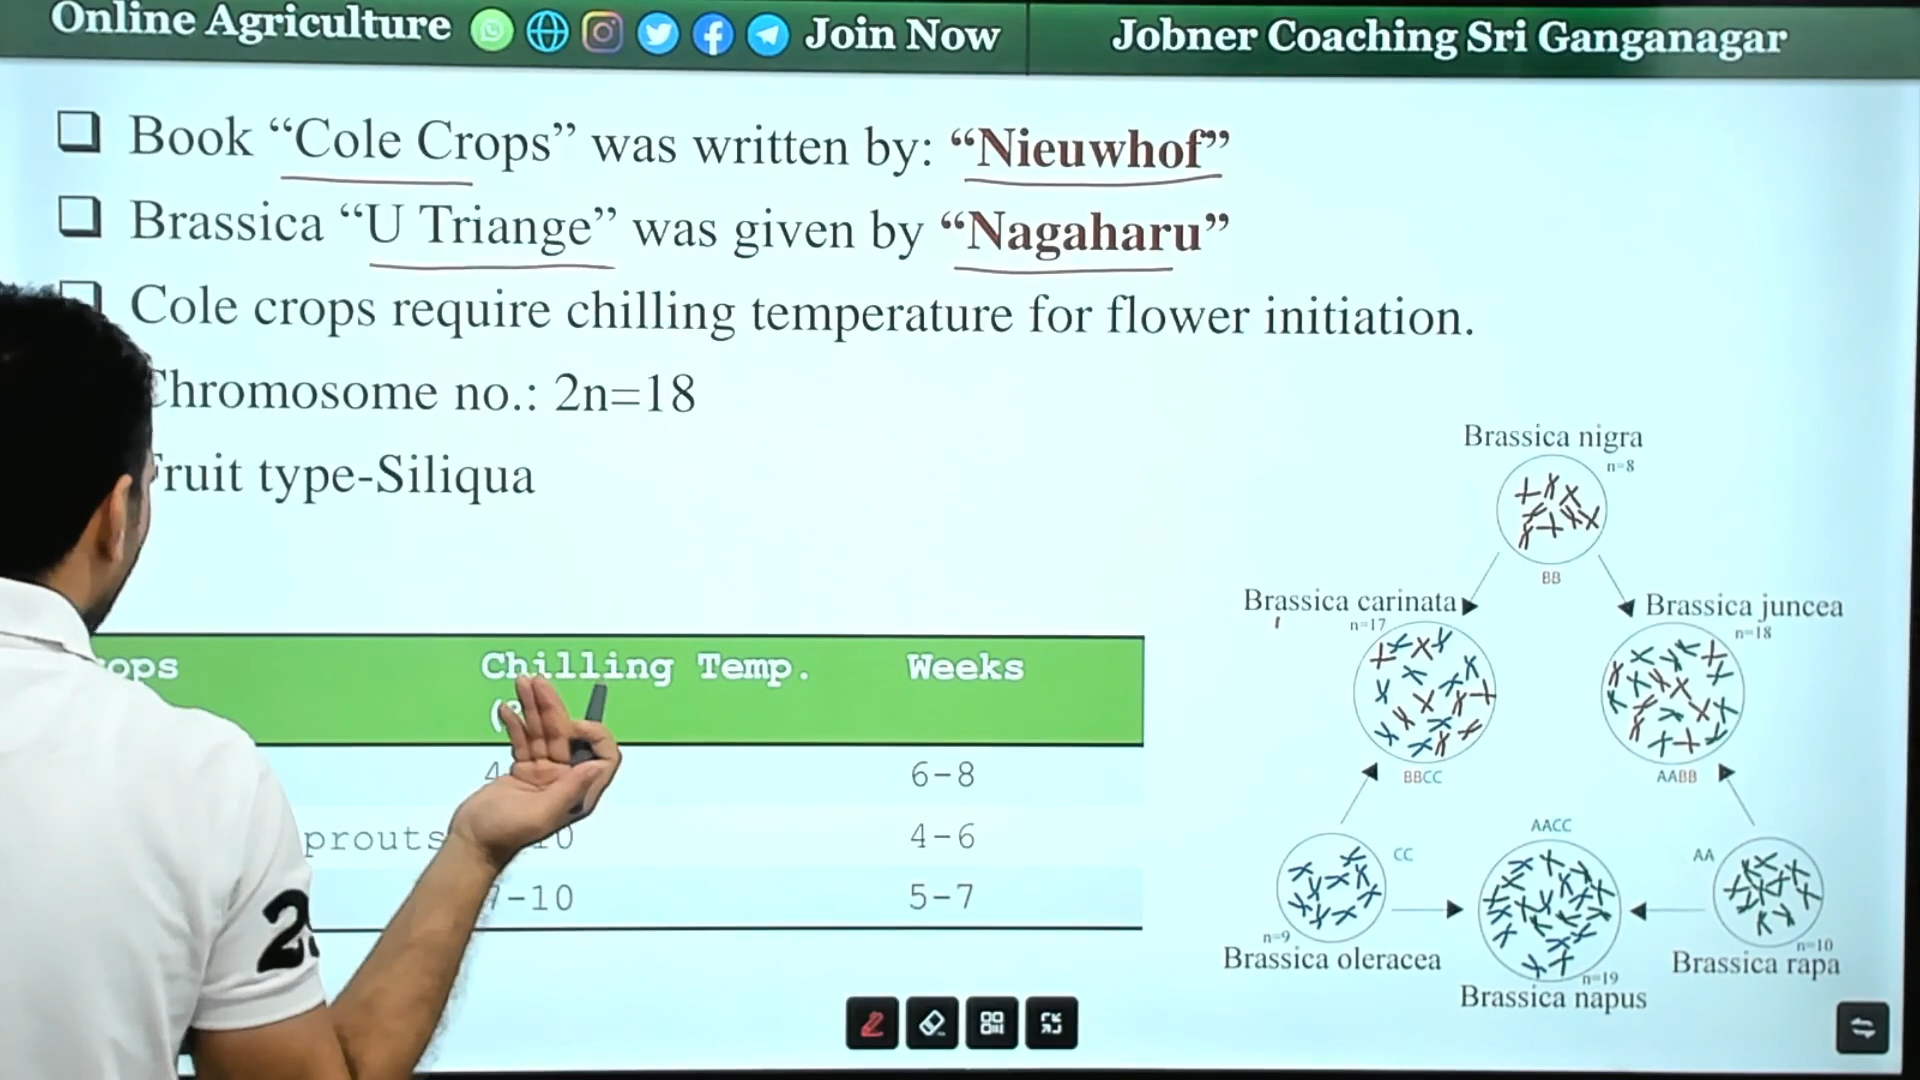 Online Agriculture Join Now
Jobner Coaching Sri Ganganagar
Book “Cole Crops” was written by: “Nieuwhof”
Brassica “U Triange” was given by “Nagaharu”
Cole crops require chilling temperature for flower initiation.
Chromosome no.: 2n=18
Fruit type-Siliqua
Chilling Temp. Weeks
6-8
4-6
-10 5-7
Brassica nigra
n=8
BB
Brassica carinata
n=17
Brassica juncea
n=18
BBCC
AABB
AACC
CC
AA
n=9
Brassica oleracea
n=19
Brassica napus
n=10
Brassica rapa